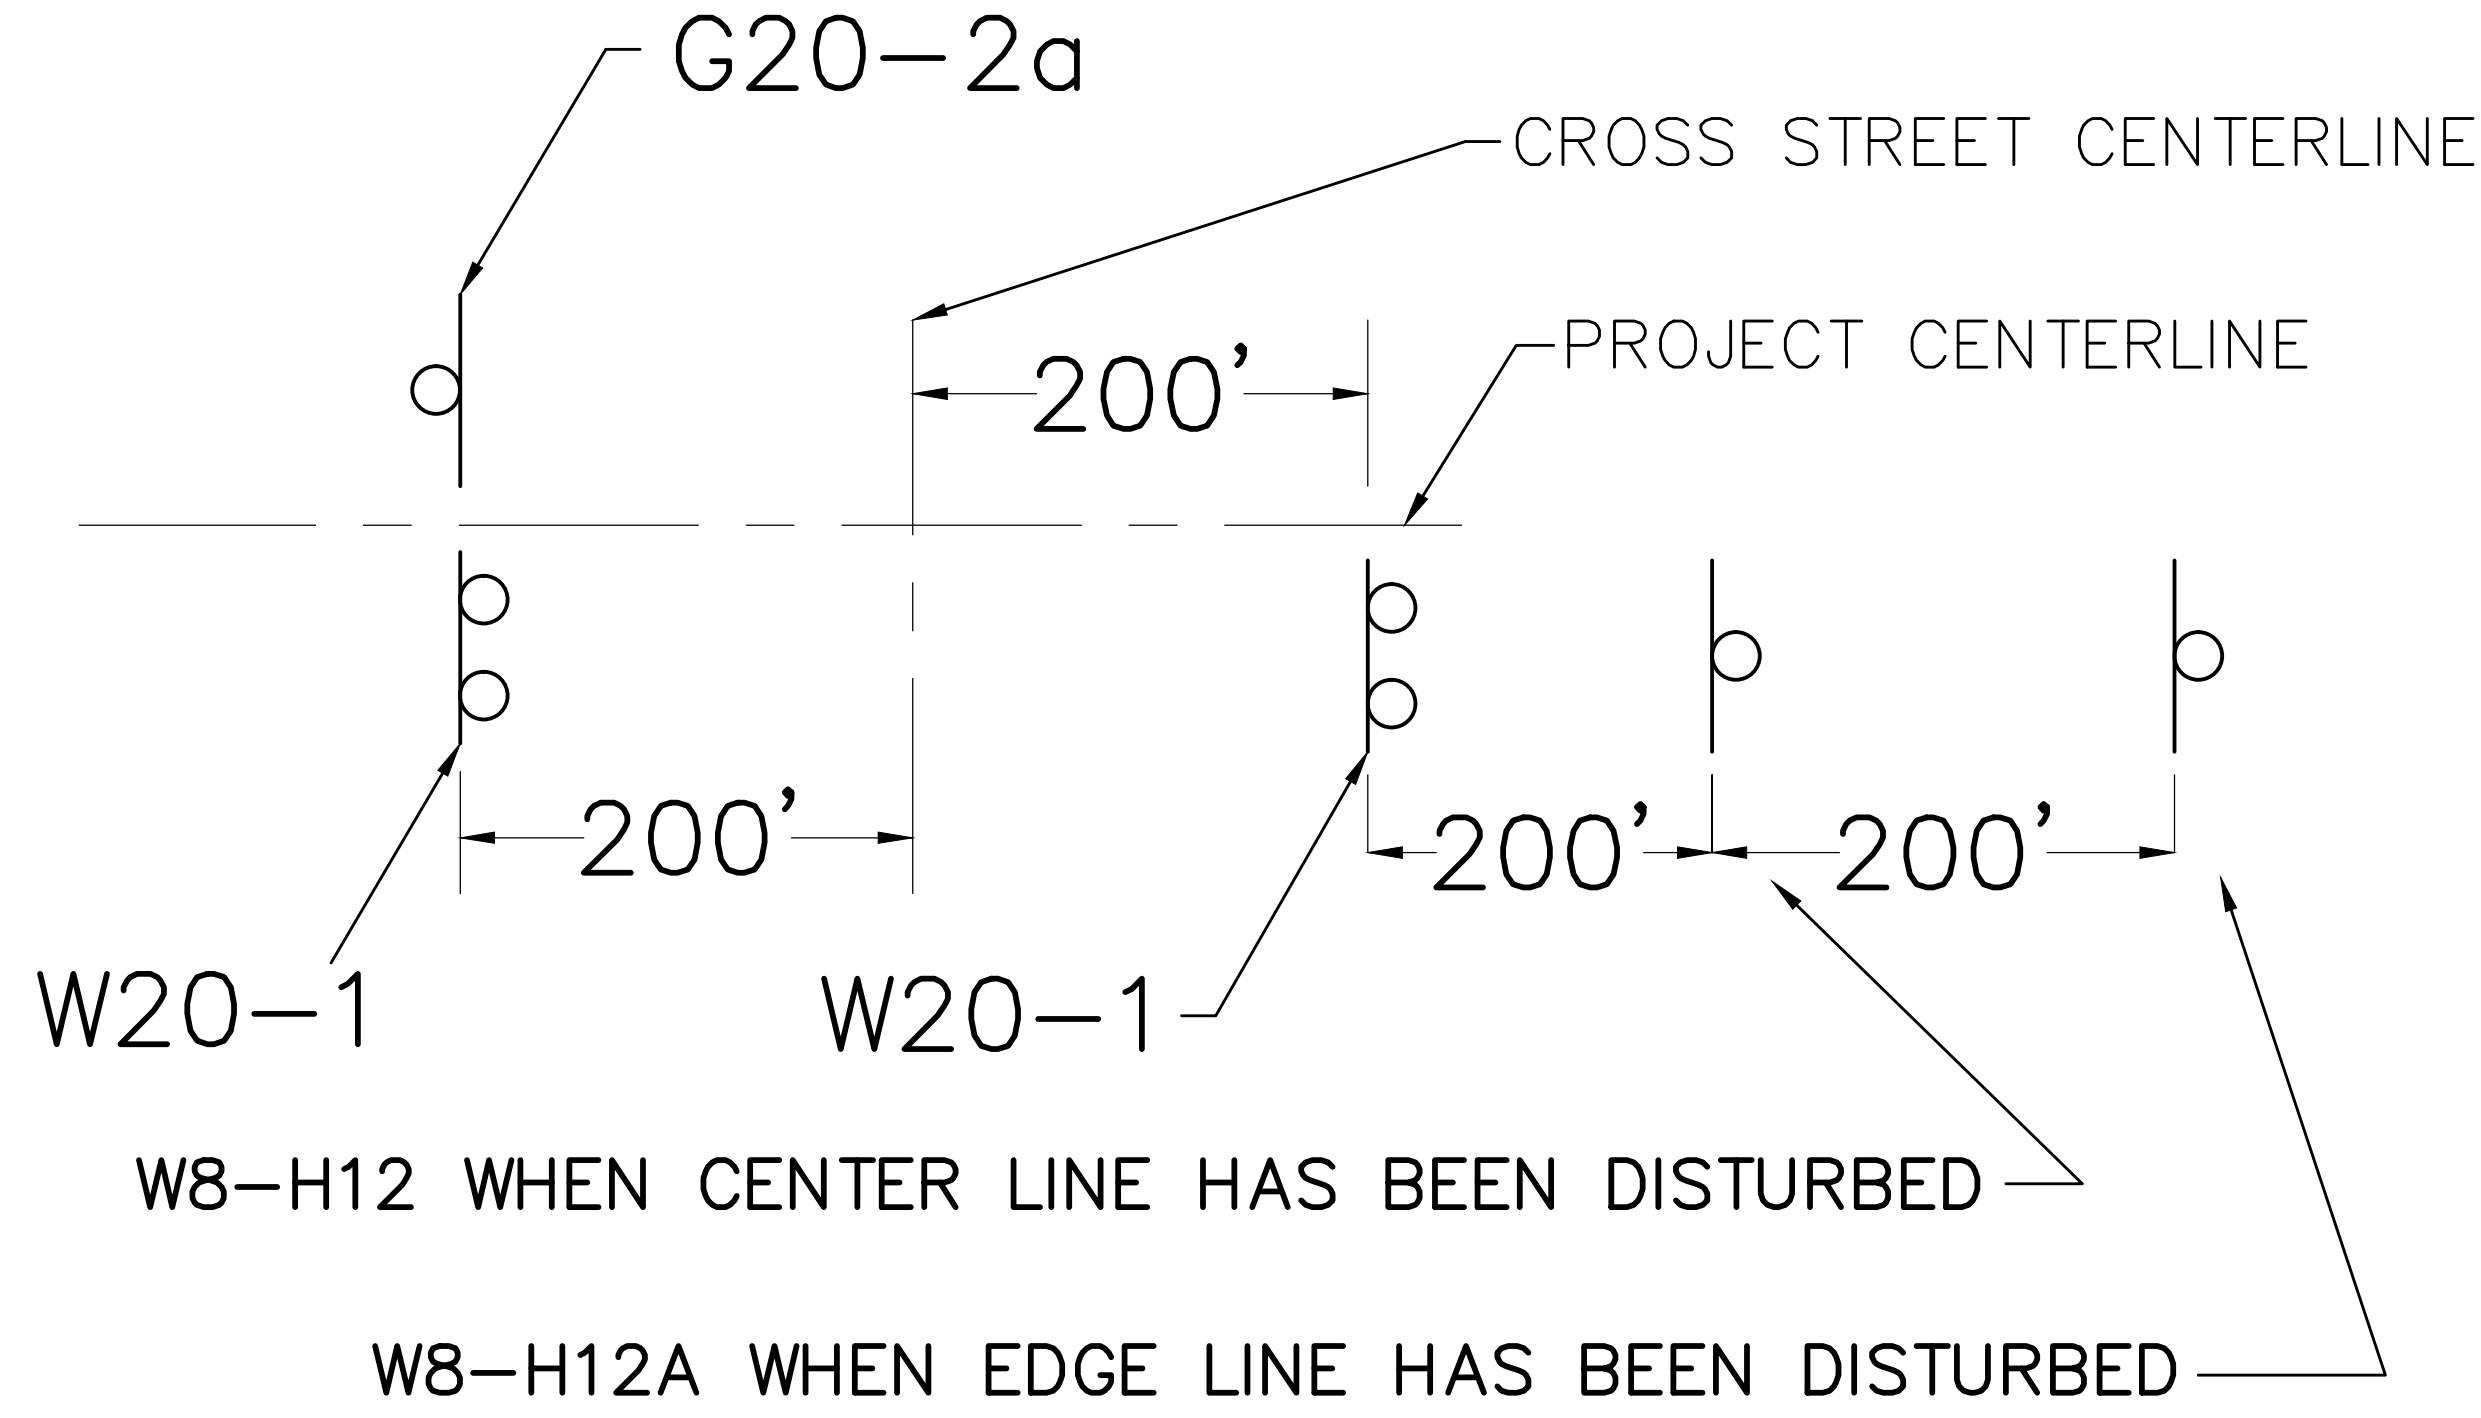 G20-2a
CROSS STREET CENTERLINE
PROJECT CENTERLINE
200'
200'
200'
200'
W20-1
W20-1
W8-H12 WHEN CENTER LINE HAS BEEN DISTURBED
W8-H12A WHEN EDGE LINE HAS BEEN DISTURBED